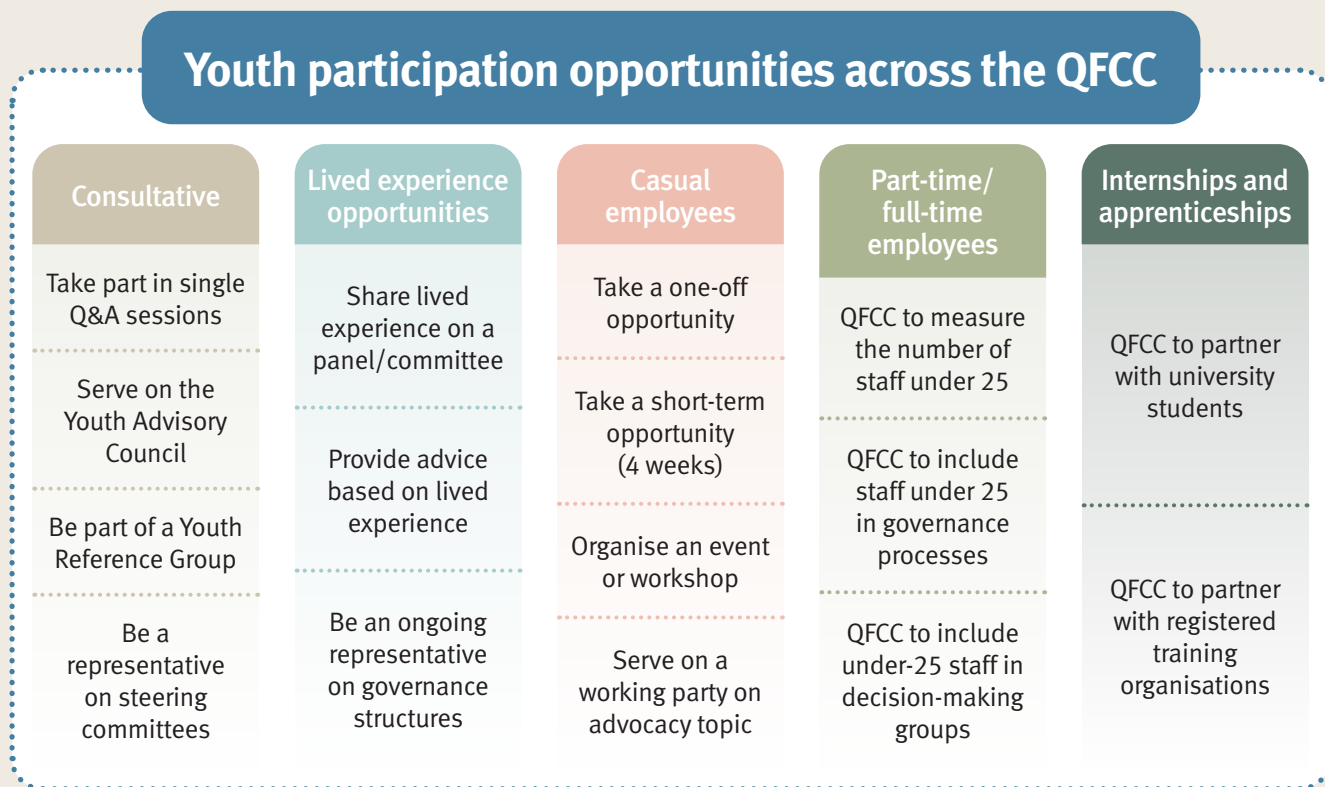 Youth participation opportunities across the QFCC
Consultative
Take part in single
Q&A sessions
Serve on the
Youth Advisory
Council
Be part of a Youth
Reference Group
Be a
representative
on steering
committees
Lived experience
opportunities
Share lived
experience on a
panel/committee
Provide advice
based on lived
experience
Be an ongoing
representative
on governance
structures
Casual
employees
Take a one-off
opportunity
Take a short-term
opportunity
(4 weeks)
Organise an event
or workshop
Serve on a
working party on
advocacy topic
Part-time/
full-time
employees
QFCC to measure
the number of
staff under 25
QFCC to include
staff under 25
in governance
processes
QFCC to include
under-25 staff in
decision-making
groups
Internships and
apprenticeships
QFCC to partner
with university
students
QFCC to partner
with registered
training
organisations